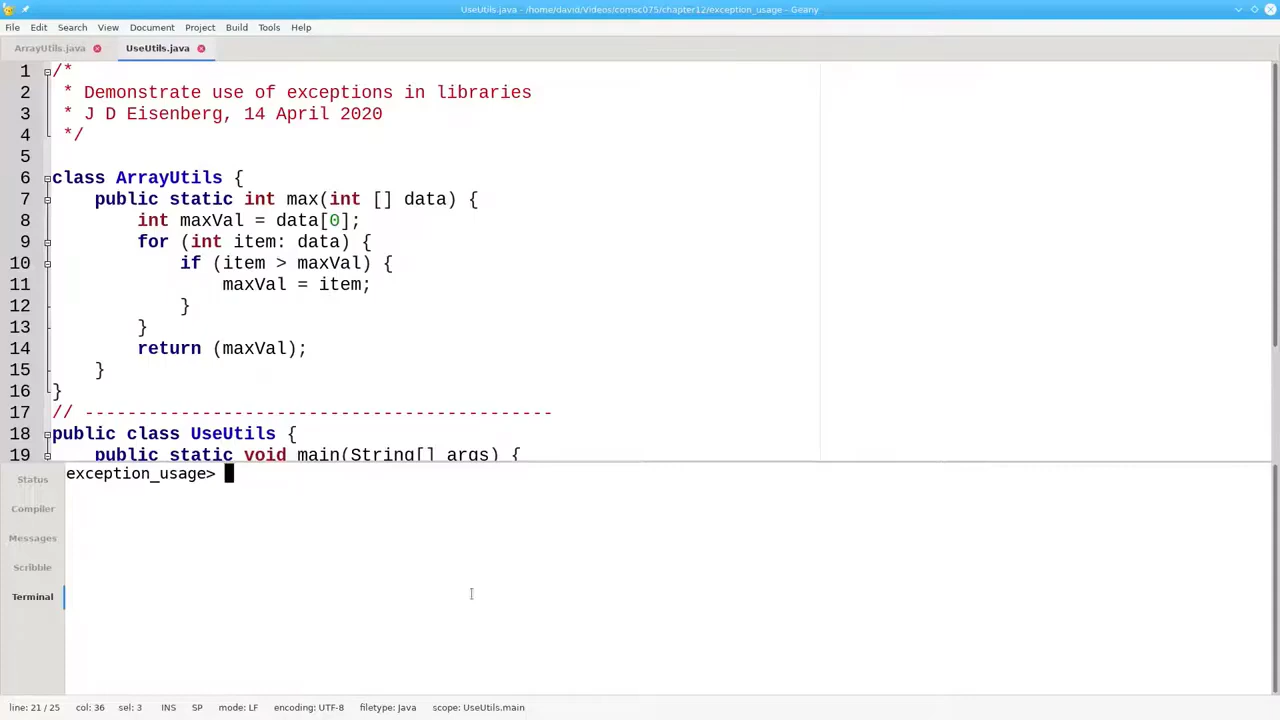 UseUtils.java - /home/david/Videos/comsc075/chapter12/exception_usage - Geany
File Edit Search View Document Project Build Tools Help
ArrayUtils.java UseUtils.java
1 /*
2  * Demonstrate use of exceptions in libraries
3  * J D Eisenberg, 14 April 2020
4  */
5
6 class ArrayUtils {
7     public static int max(int [] data) {
8         int maxVal = data[0];
9         for (int item: data) {
10             if (item > maxVal) {
11                 maxVal = item;
12             }
13         }
14         return (maxVal);
15     }
16 }
17 // --------------------------------------------
18 public class UseUtils {
19     public static void main(String[] args) {
exception_usage>
Status
Compiler
Messages
Scribble
Terminal
line: 21 / 25 col: 36 sel: 3 INS SP mode: LF encoding: UTF-8 filetype: Java scope: UseUtils.main